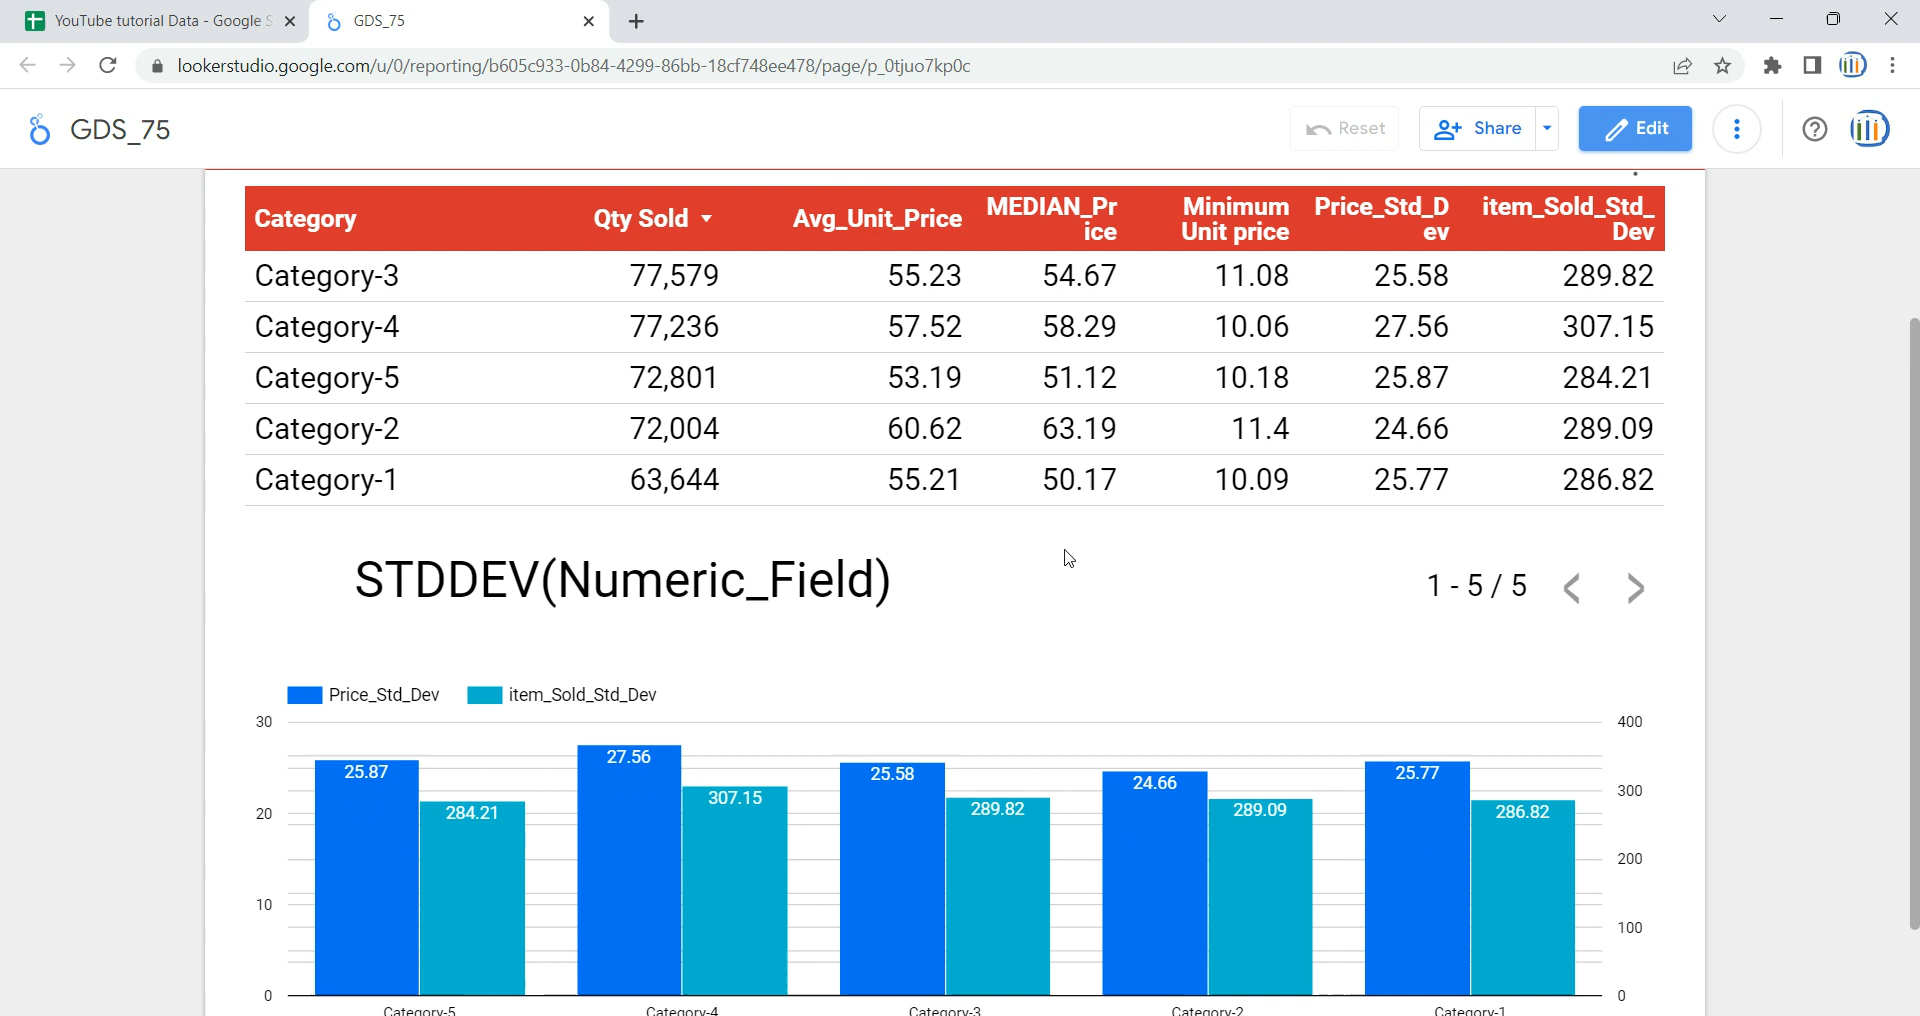 YouTube tutorial Data - Google S
GDS_75
lookerstudio.google.com/u/0/reporting/b605c933-0b84-4299-86bb-18cf748ee478/page/p_0tjuo7kp0c
GDS_75
Reset
Share
Edit
Category Qty Sold Avg_Unit_Price MEDIAN_Pr Minimum Price_Std_D item_Sold_Std_
ice Unit price ev Dev
Category-3 77,579 55.23 54.67 11.08 25.58 289.82
Category-4 77,236 57.52 58.29 10.06 27.56 307.15
Category-5 72,801 53.19 51.12 10.18 25.87 284.21
Category-2 72,004 60.62 63.19 11.4 24.66 289.09
Category-1 63,644 55.21 50.17 10.09 25.77 286.82
STDDEV(Numeric_Field)
1 - 5 / 5
Price_Std_Dev item_Sold_Std_Dev
30 400
25.87 27.56 25.58 24.66 25.77
284.21 307.15 289.82 289.09 286.82
300
20
200
10
100
0 0
Category-5 Category-4 Category-3 Category-2 Category-1